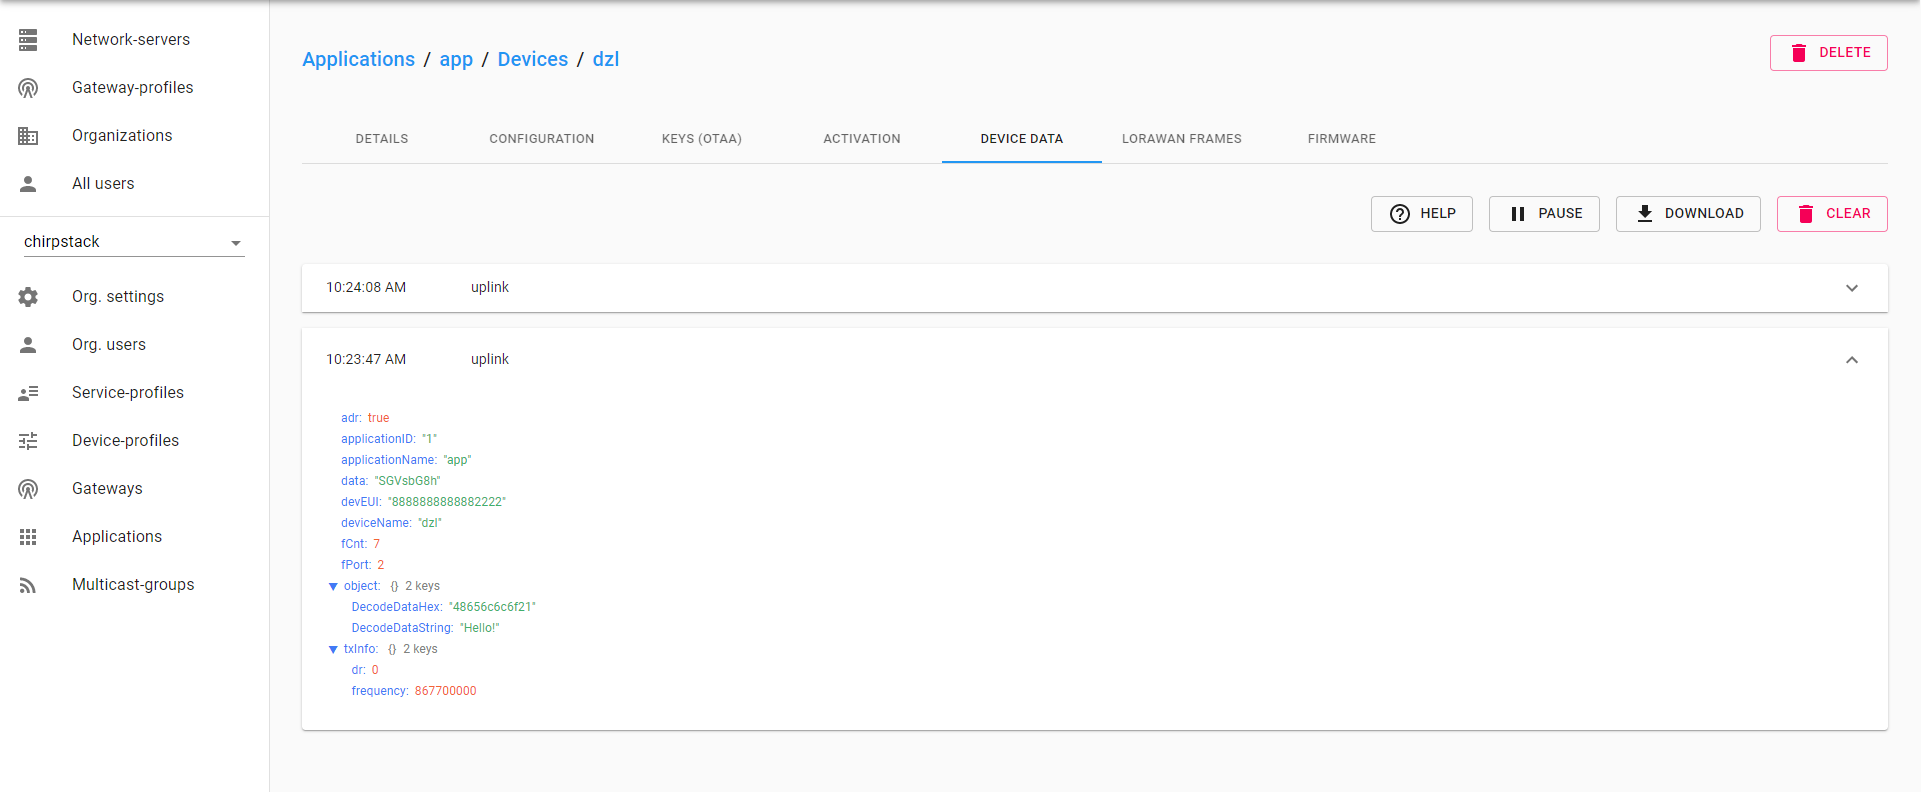 Network-servers
Gateway-profiles
Organizations
All users
chirpstack
Org. settings
Org. users
Service-profiles
Device-profiles
Gateways
Applications
Multicast-groups
Applications / app / Devices / dzl
DELETE
DETAILS CONFIGURATION KEYS (OTAA) ACTIVATION DEVICE DATA LORAWAN FRAMES FIRMWARE
HELP PAUSE DOWNLOAD CLEAR
10:24:08 AM uplink
10:23:47 AM uplink
adr: true
applicationID: "1"
applicationName: "app"
data: "SGVsbG8h"
devEUI: "8888888888882222"
deviceName: "dzl"
fCnt: 7
fPort: 2
object: {} 2 keys
DecodeDataHex: "48656c6c6f21"
DecodeDataString: "Hello!"
txInfo: {} 2 keys
dr: 0
frequency: 867700000